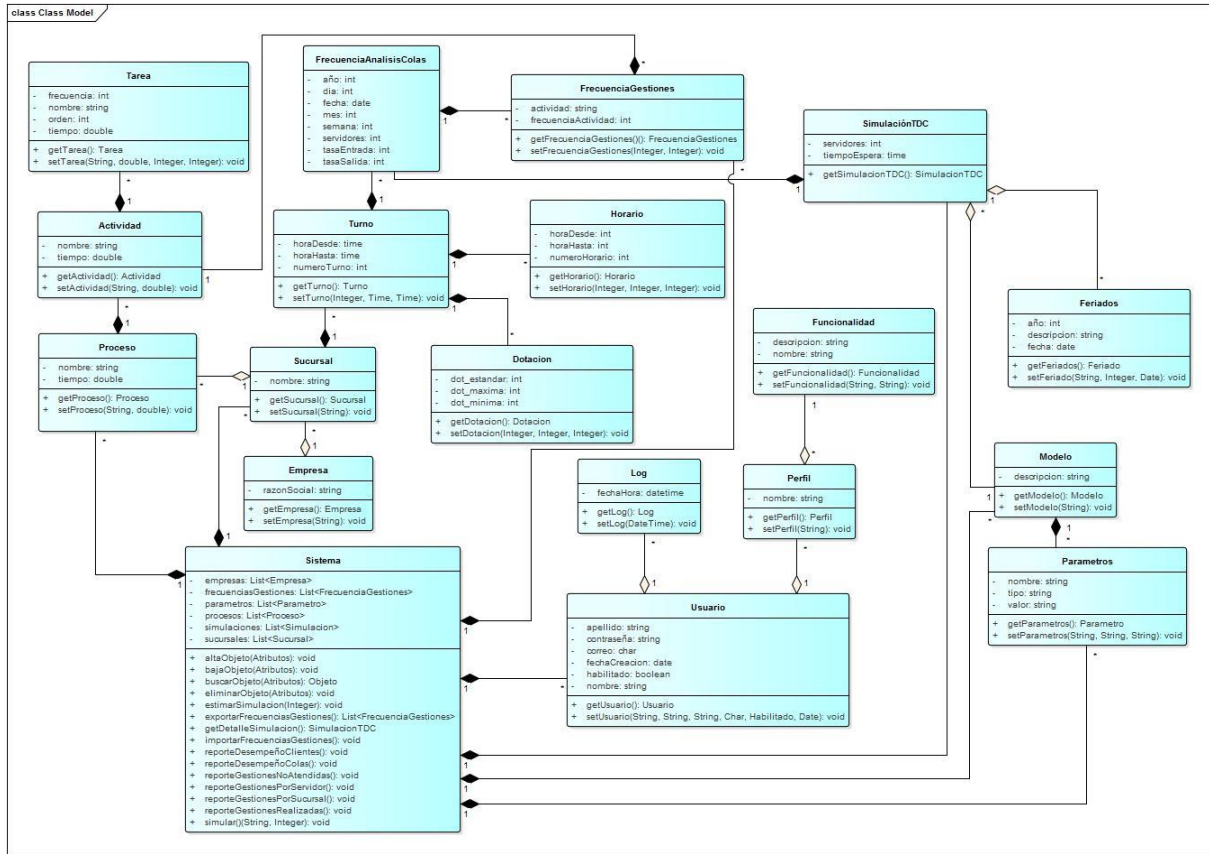 class Class Model
Tarea
- frecuencia: int
- nombre: string
- orden: int
- tiempo: double
+ getTarea(): Tarea
+ setTarea(String, double, Integer, Integer): void
FrecuenciaAnalisisColas
- año: int
- dia: int
- fecha: date
- mes: int
- semana: int
- servidores: int
- tasaEntrada: int
- tasaSalida: int
FrecuenciaGestiones
- actividad: string
- frecuenciaActividad: int
+ getFrecuenciaGestiones()(): FrecuenciaGestiones
+ setFrecuenciaGestiones(Integer, Integer): void
SimulaciónTDC
- servidores: int
- tiempoEspera: time
+ getSimulacionTDC(): SimulacionTDC
Actividad
- nombre: string
- tiempo: double
+ getActividad(): Actividad
+ setActividad(String, double): void
Turno
- horaDesde: time
- horaHasta: time
- numeroTurno: int
+ getTurno(): Turno
+ setTurno(Integer, Time, Time): void
Horario
- horaDesde: int
- horaHasta: int
- numeroHorario: int
+ getHorario(): Horario
+ setHorario(Integer, Integer, Integer): void
Feriados
- año: int
- descripcion: string
- fecha: date
+ getFeriados(): Feriado
+ setFeriado(String, Integer, Date): void
Proceso
- nombre: string
- tiempo: double
+ getProceso(): Proceso
+ setProceso(String, double): void
Sucursal
- nombre: string
+ getSucursal(): Sucursal
+ setSucursal(String): void
Dotacion
- dot_estandar: int
- dot_maxima: int
- dot_minima: int
+ getDotacion(): Dotacion
+ setDotacion(Integer, Integer, Integer): void
Funcionalidad
- descripcion: string
- nombre: string
+ getFuncionalidad(): Funcionalidad
+ setFuncionalidad(String, String): void
Empresa
- razonSocial: string
+ getEmpresa(): Empresa
+ setEmpresa(String): void
Log
- fechaHora: datetime
+ getLog(): Log
+ setLog(DateTime): void
Perfil
- nombre: string
+ getPerfil(): Perfil
+ setPerfil(String): void
Modelo
- descripcion: string
+ getModelo(): Modelo
+ setModelo(String): void
Sistema
- empresas: List<Empresa>
- frecuenciasGestiones: List<FrecuenciaGestiones>
- parametros: List<Parametro>
- procesos: List<Proceso>
- simulaciones: List<Simulacion>
- sucursales: List<Sucursal>
+ altaObjeto(Atributos): void
+ bajaObjeto(Atributos): void
+ buscarObjeto(Atributos): Objeto
+ eliminarObjeto(Atributos): void
+ estimarSimulacion(Integer): void
+ exportarFrecuenciasGestiones(): List<FrecuenciaGestiones>
+ getDetalleSimulacion(): SimulacionTDC
+ importarFrecuenciasGestiones(): void
+ reporteDesempeñoClientes(): void
+ reporteDesempeñoColas(): void
+ reporteGestionesNoAtendidas(): void
+ reporteGestionesPorServidor(): void
+ reporteGestionesPorSucursal(): void
+ reporteGestionesRealizadas(): void
+ simular()(String, Integer): void
Usuario
- apellido: string
- contraseña: string
- correo: char
- fechaCreacion: date
- habilitado: boolean
- nombre: string
+ getUsuario(): Usuario
+ setUsuario(String, String, String, Char, Habilitado, Date): void
Parametros
- nombre: string
- tipo: string
- valor: string
+ getParametros(): Parametro
+ setParametros(String, String, String): void